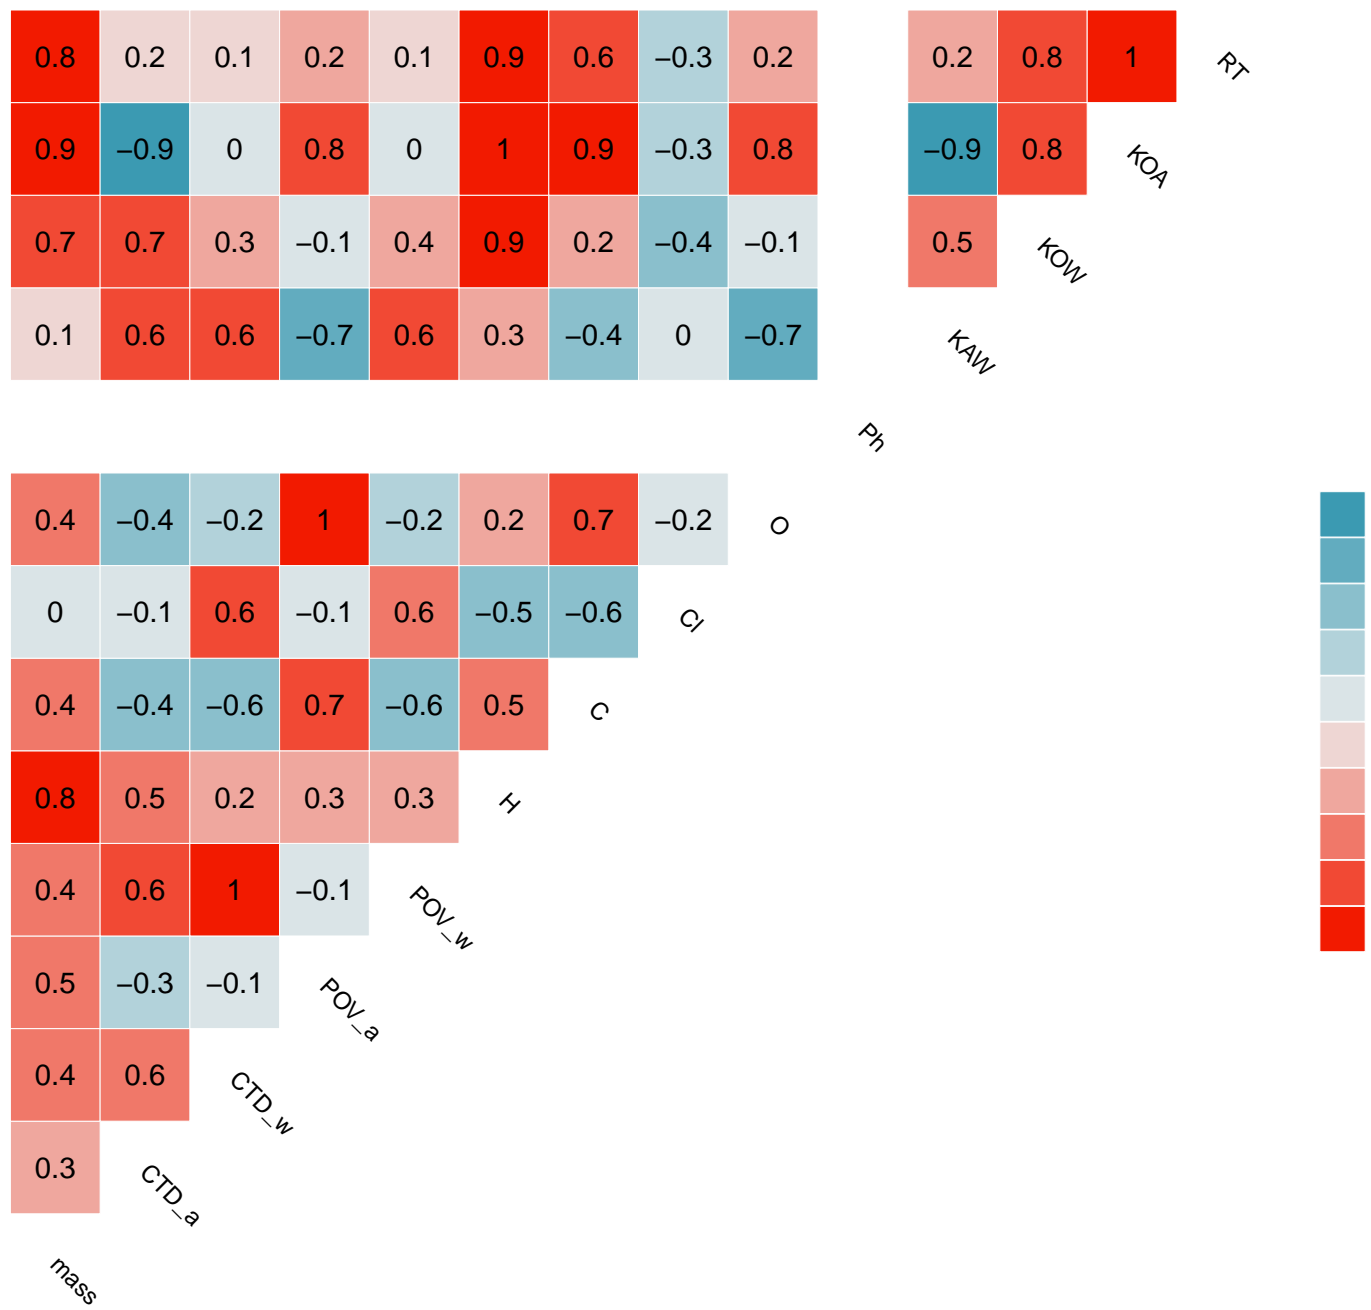 0.8 0.2 0.1 0.2 0.1 0.9 0.6 −0.3 0.2 0.2 0.8 1 RT
0.9 −0.9 0 0.8 0 1 0.9 −0.3 0.8 −0.9 0.8 KOA
0.7 0.7 0.3 −0.1 0.4 0.9 0.2 −0.4 −0.1 0.5 KOW
0.1 0.6 0.6 −0.7 0.6 0.3 −0.4 0 −0.7 KAW
Ph
0.4 −0.4 −0.2 1 −0.2 0.2 0.7 −0.2 O
0 −0.1 0.6 −0.1 0.6 −0.5 −0.6 Cl
0.4 −0.4 −0.6 0.7 −0.6 0.5 C
0.8 0.5 0.2 0.3 0.3 H
0.4 0.6 1 −0.1 POV_w
0.5 −0.3 −0.1 POV_a
0.4 0.6 CTD_w
0.3 CTD_a
mass